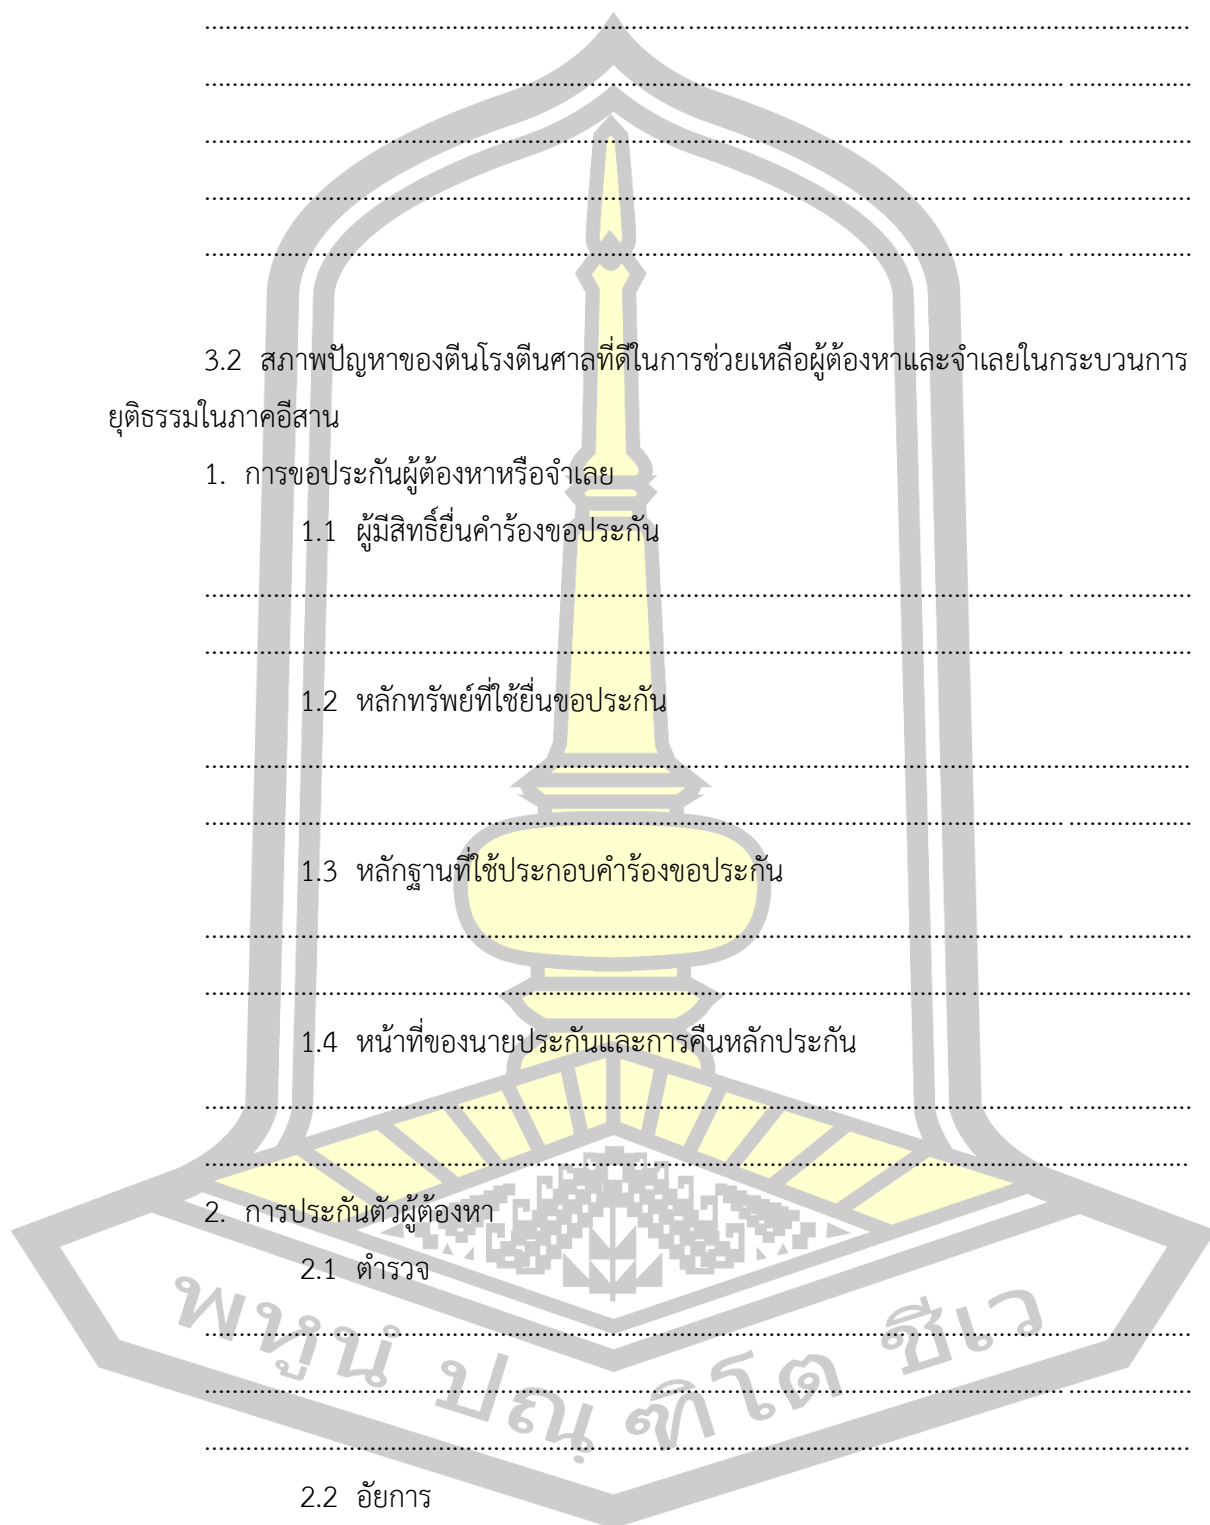 3.2 สภาพปัญหาของตีนโรงตีนศาลที่ดีในการช่วยเหลือผู้ต้องหาและจำเลยในกระบวนการ
ยุติธรรมในภาคอีสาน
1. การขอประกันผู้ต้องหาหรือจำเลย
1.1 ผู้มีสิทธิ์ยื่นคำร้องขอประกัน
1.2 หลักทรัพย์ที่ใช้ยื่นขอประกัน
1.3 หลักฐานที่ใช้ประกอบคำร้องขอประกัน
1.4 หน้าที่ของนายประกันและการคืนหลักประกัน
2. การประกันตัวผู้ต้องหา
2.1 ตำรวจ
พหูนํ ปณฺฑิโต ชีเว
2.2 อัยการ